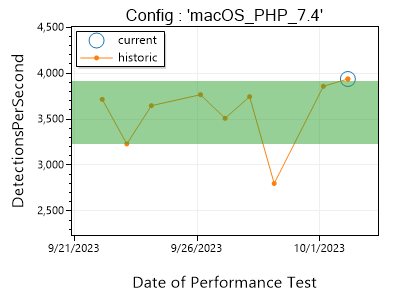 Config : 'macOS_PHP_7.4'
current
historic
4,500
4,000
3,500
3,000
2,500
DetectionsPerSecond
9/21/2023
9/26/2023
10/1/2023
Date of Performance Test